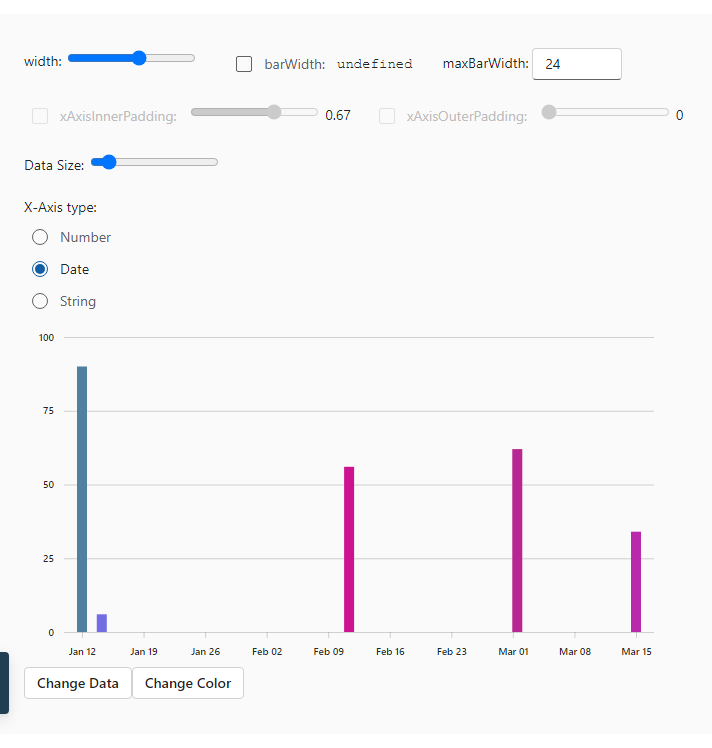 width: barWidth: undefined maxBarWidth: 24
xAxisInnerPadding: 0.67 xAxisOuterPadding: 0
Data Size:
X-Axis type:
Number
Date
String
100
75
50
25
0
Jan 12 Jan 19 Jan 26 Feb 02 Feb 09 Feb 16 Feb 23 Mar 01 Mar 08 Mar 15
Change Data Change Color